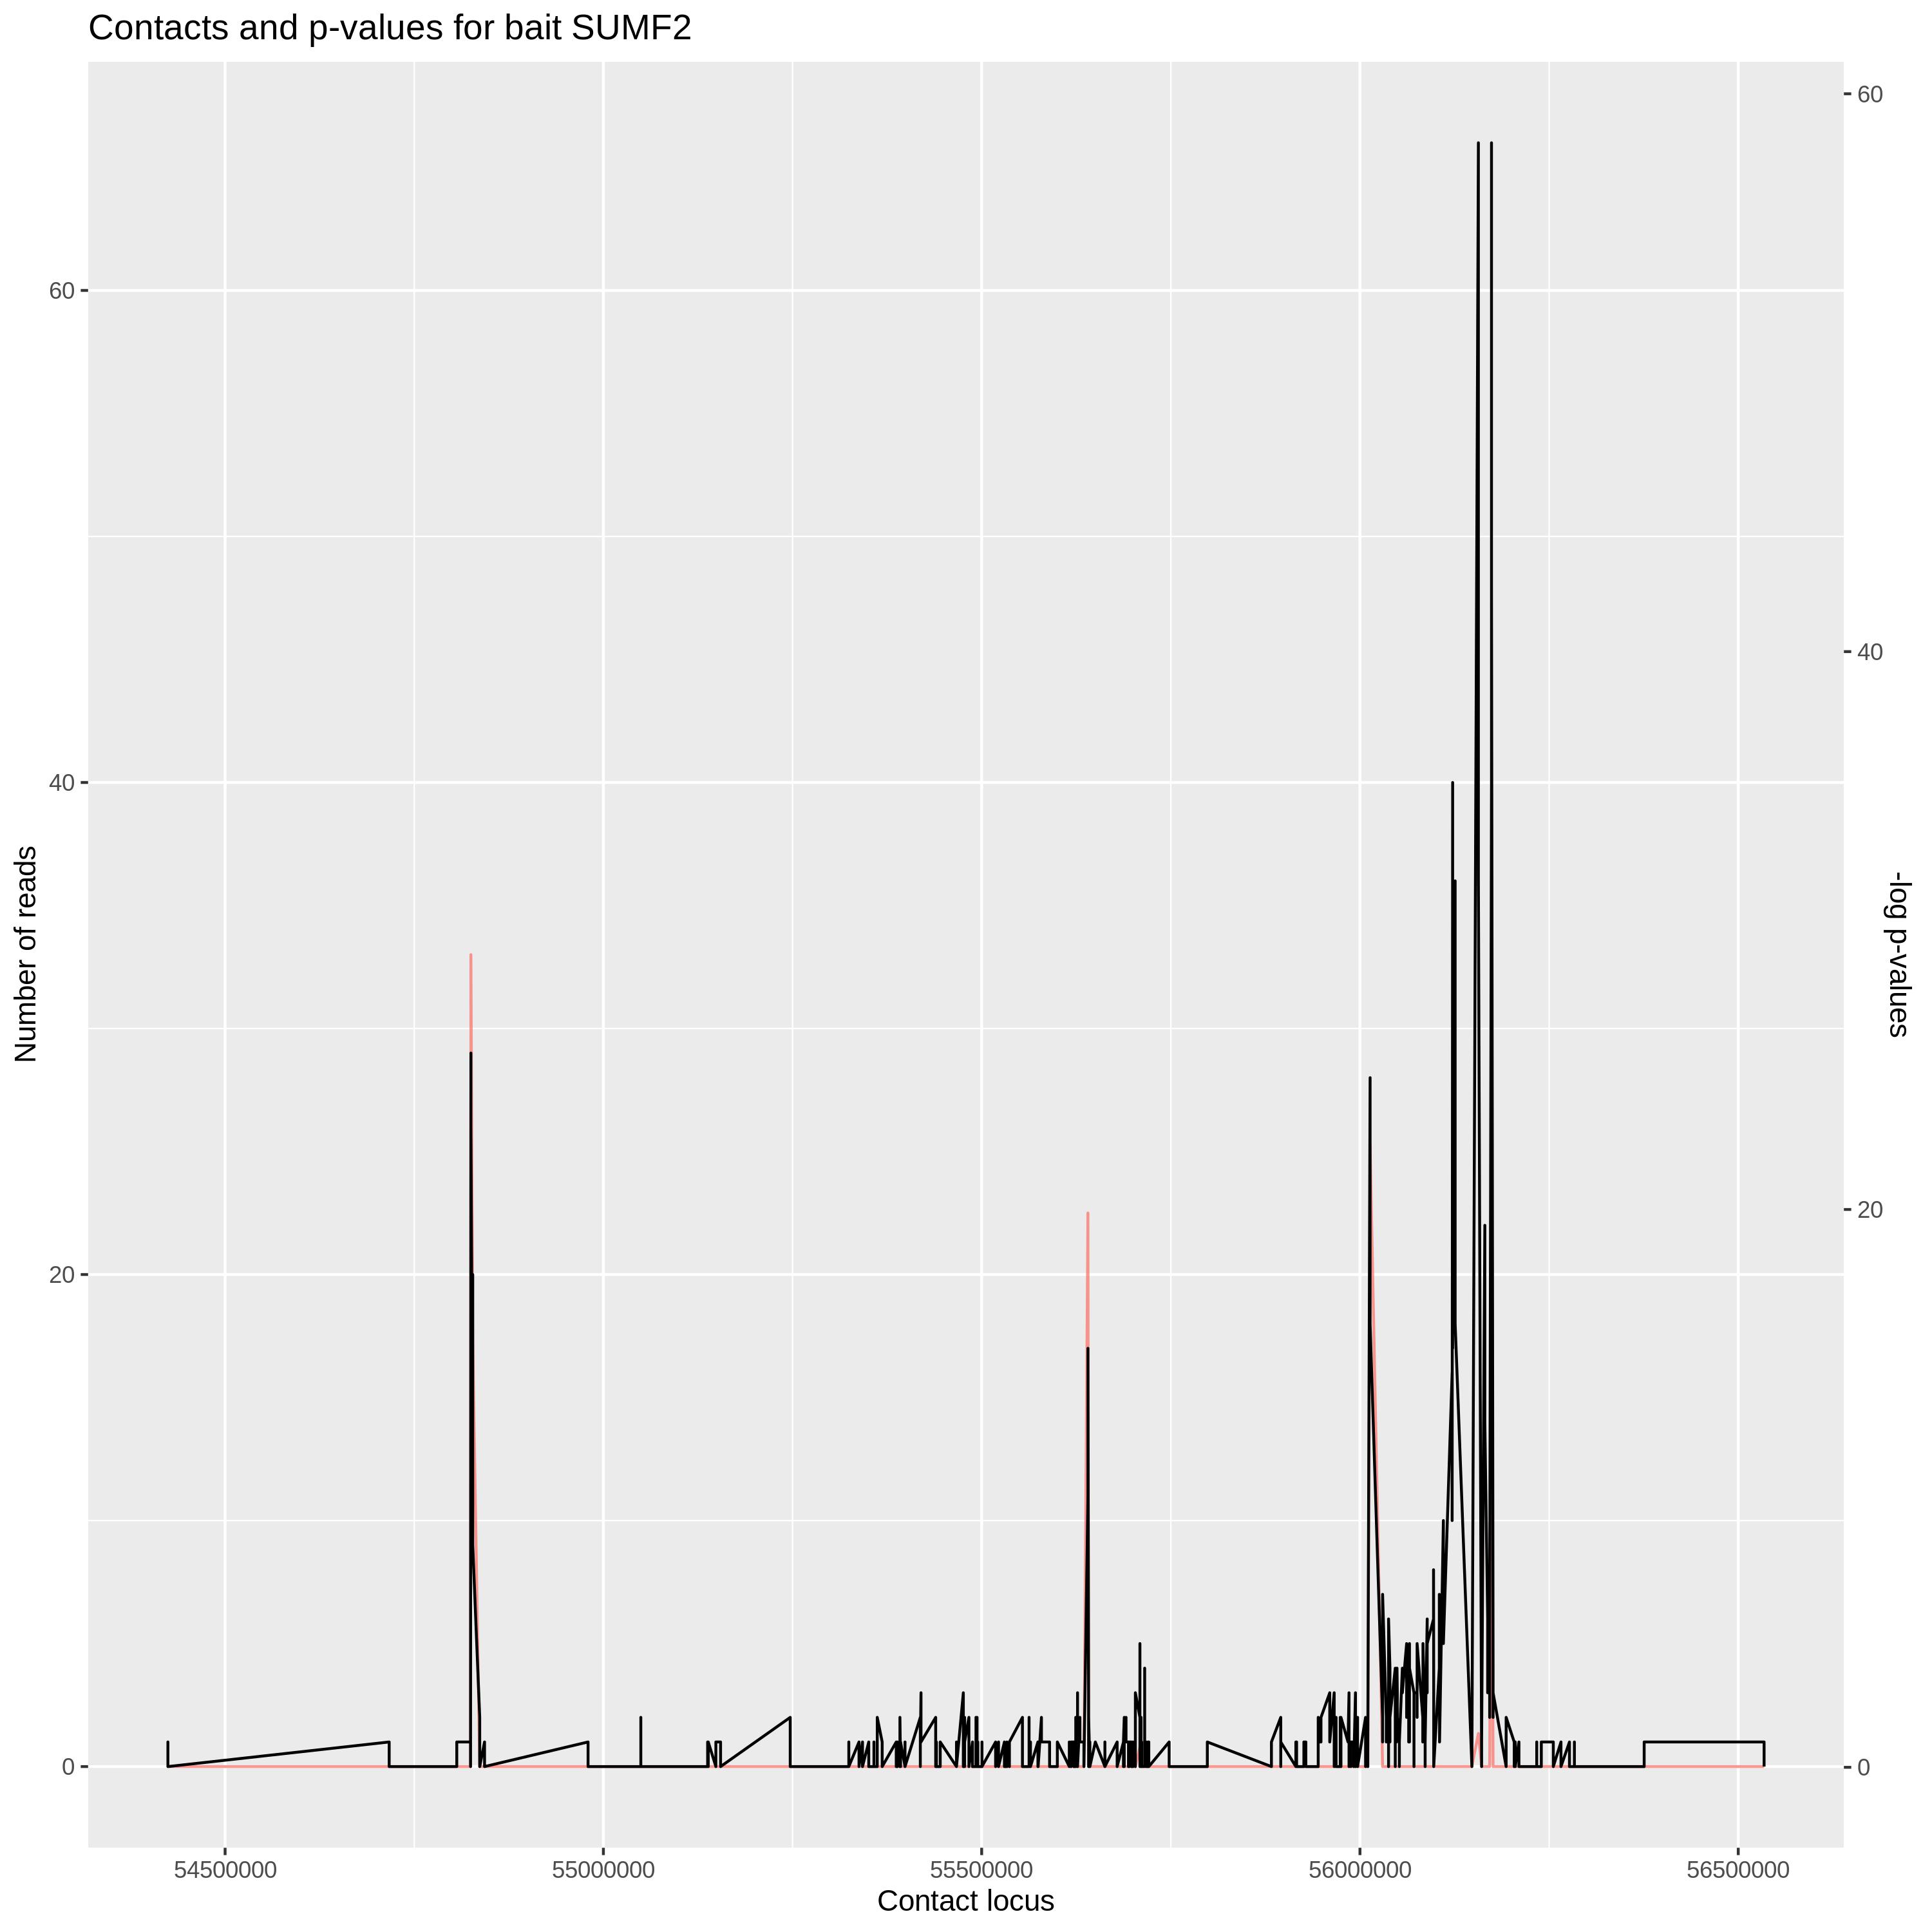 Contacts and p-values for bait SUMF2
60
40
20
0
Number of reads
60
40
20
0
-log p-values
54500000 55000000 55500000 56000000 56500000
Contact locus